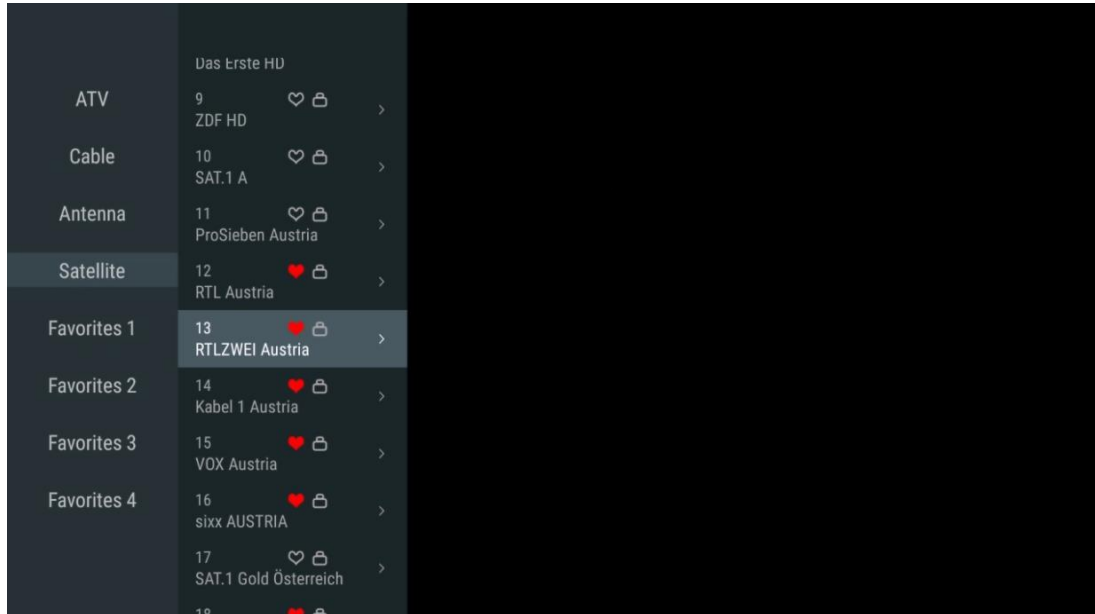 Das Erste HD
ATV
Cable
Antenna
Satellite
Favorites 1
Favorites 2
Favorites 3
Favorites 4
9
ZDF HD
10
SAT.1 A
11
ProSieben Austria
12
RTL Austria
13
RTLZWEI Austria
14
Kabel 1 Austria
15
VOX Austria
16
sixx AUSTRIA
17
SAT.1 Gold Österreich
18